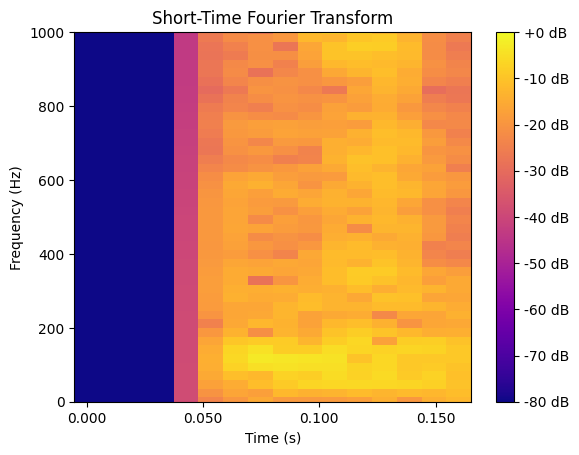 Short-Time Fourier Transform
Frequency (Hz)
1000
800
600
400
200
0
0.000
0.050
0.100
0.150
Time (s)
+0 dB
-10 dB
-20 dB
-30 dB
-40 dB
-50 dB
-60 dB
-70 dB
-80 dB